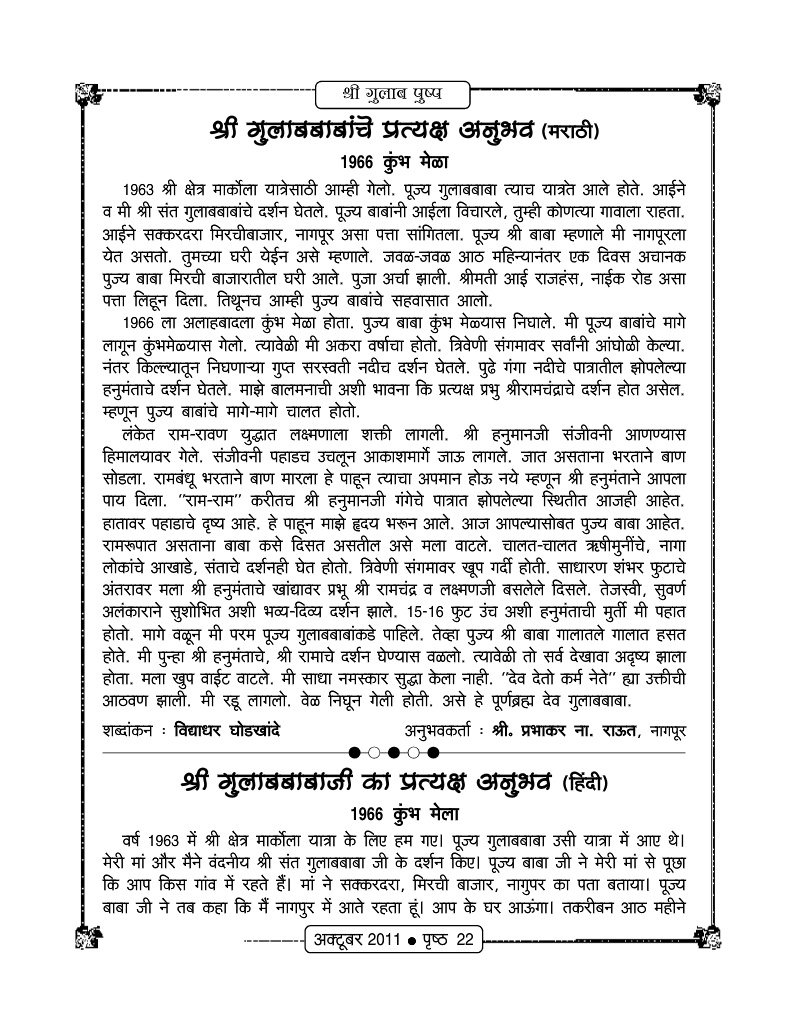 श्री गुलाब पुष्प
श्री गुलाबबाबांचे प्रत्यक्ष अनुभव (मराठी)
1966 कुंभ मेळा
1963 श्री क्षेत्र मार्कोला यात्रेसाठी आम्ही गेलो. पूज्य गुलाबबाबा त्याच यात्रेत आले होते. आईने
व मी श्री संत गुलाबबाबांचे दर्शन घेतले. पूज्य बाबांनी आईला विचारले, तुम्ही कोणत्या गावाला राहता.
आईने सक्करदरा मिरचीबाजार, नागपूर असा पत्ता सांगितला. पूज्य श्री बाबा म्हणाले मी नागपूरला
येत असतो. तुमच्या घरी येईन असे म्हणाले. जवळ-जवळ आठ महिन्यानंतर एक दिवस अचानक
पुज्य बाबा मिरची बाजारातील घरी आले. पुजा अर्चा झाली. श्रीमती आई राजहंस, नाईक रोड असा
पत्ता लिहून दिला. तिथूनच आम्ही पुज्य बाबांचे सहवासात आलो.
1966 ला अलाहबादला कुंभ मेळा होता. पुज्य बाबा कुंभ मेळ्यास निघाले. मी पूज्य बाबांचे मागे
लागून कुंभमेळ्यास गेलो. त्यावेळी मी अकरा वर्षाचा होतो. त्रिवेणी संगमावर सर्वांनी आंघोळी केल्या.
नंतर किल्ल्यातून निघणाऱ्या गुप्त सरस्वती नदीच दर्शन घेतले. पुढे गंगा नदीचे पात्रातील झोपलेल्या
हनुमंताचे दर्शन घेतले. माझे बालमनाची अशी भावना कि प्रत्यक्ष प्रभु श्रीरामचंद्राचे दर्शन होत असेल.
म्हणून पुज्य बाबांचे मागे-मागे चालत होतो.
लंकेत राम-रावण युद्धात लक्ष्मणाला शक्ती लागली. श्री हनुमानजी संजीवनी आणण्यास
हिमालयावर गेले. संजीवनी पहाडच उचलून आकाशमार्गे जाऊ लागले. जात असताना भरताने बाण
सोडला. रामबंधू भरताने बाण मारला हे पाहून त्याचा अपमान होऊ नये म्हणून श्री हनुमंताने आपला
पाय दिला. ''राम-राम'' करीतच श्री हनुमानजी गंगेचे पात्रात झोपलेल्या स्थितीत आजही आहेत.
हातावर पहाडाचे दृष्य आहे. हे पाहून माझे हृदय भरून आले. आज आपल्यासोबत पुज्य बाबा आहेत.
रामरूपात असताना बाबा कसे दिसत असतील असे मला वाटले. चालत-चालत ऋषीमुनींचे, नागा
लोकांचे आखाडे, संताचे दर्शनही घेत होतो. त्रिवेणी संगमावर खूप गर्दी होती. साधारण शंभर फुटाचे
अंतरावर मला श्री हनुमंताचे खांद्यावर प्रभू श्री रामचंद्र व लक्ष्मणजी बसलेले दिसले. तेजस्वी, सुवर्ण
अलंकाराने सुशोभित अशी भव्य-दिव्य दर्शन झाले. 15-16 फुट उंच अशी हनुमंताची मुर्ती मी पहात
होतो. मागे वळून मी परम पूज्य गुलाबबाबांकडे पाहिले. तेव्हा पुज्य श्री बाबा गालातले गालात हसत
होते. मी पुन्हा श्री हनुमंताचे, श्री रामाचे दर्शन घेण्यास वळलो. त्यावेळी तो सर्व देखावा अदृष्य झाला
होता. मला खुप वाईट वाटले. मी साधा नमस्कार सुद्धा केला नाही. ''देव देतो कर्म नेते'' ह्या उक्तीची
आठवण झाली. मी रडू लागलो. वेळ निघून गेली होती. असे हे पूर्णब्रह्म देव गुलाबबाबा.
शब्दांकन : विद्याधर घोडखांदे अनुभवकर्ता : श्री. प्रभाकर ना. राऊत, नागपूर
श्री गुलाबबाबाजी का प्रत्यक्ष अनुभव (हिंदी)
1966 कुंभ मेला
वर्ष 1963 में श्री क्षेत्र मार्कोला यात्रा के लिए हम गए। पूज्य गुलाबबाबा उसी यात्रा में आए थे।
मेरी मां और मैने वंदनीय श्री संत गुलाबबाबा जी के दर्शन किए। पूज्य बाबा जी ने मेरी मां से पूछा
कि आप किस गांव में रहते हैं। मां ने सक्करदरा, मिरची बाजार, नागुपर का पता बताया। पूज्य
बाबा जी ने तब कहा कि मैं नागपुर में आते रहता हूं। आप के घर आऊंगा। तकरीबन आठ महीने
अक्टूबर 2011 ● पृष्ठ 22